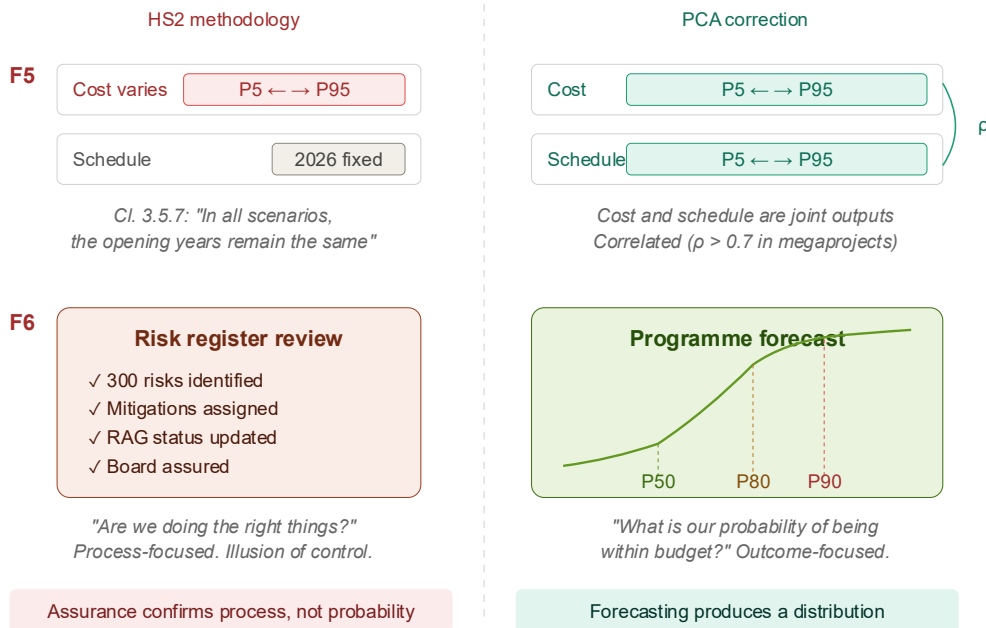 HS2 methodology
PCA correction
F5
Cost varies
P5 ← → P95
Schedule
2026 fixed
Cl. 3.5.7: "In all scenarios,
the opening years remain the same"
Cost
P5 ← → P95
Schedule
P5 ← → P95
ρ
Cost and schedule are joint outputs
Correlated (ρ > 0.7 in megaprojects)
F6
Risk register review
✓ 300 risks identified
✓ Mitigations assigned
✓ RAG status updated
✓ Board assured
"Are we doing the right things?"
Process-focused. Illusion of control.
Programme forecast
P50
P80
P90
"What is our probability of being
within budget?" Outcome-focused.
Assurance confirms process, not probability
Forecasting produces a distribution